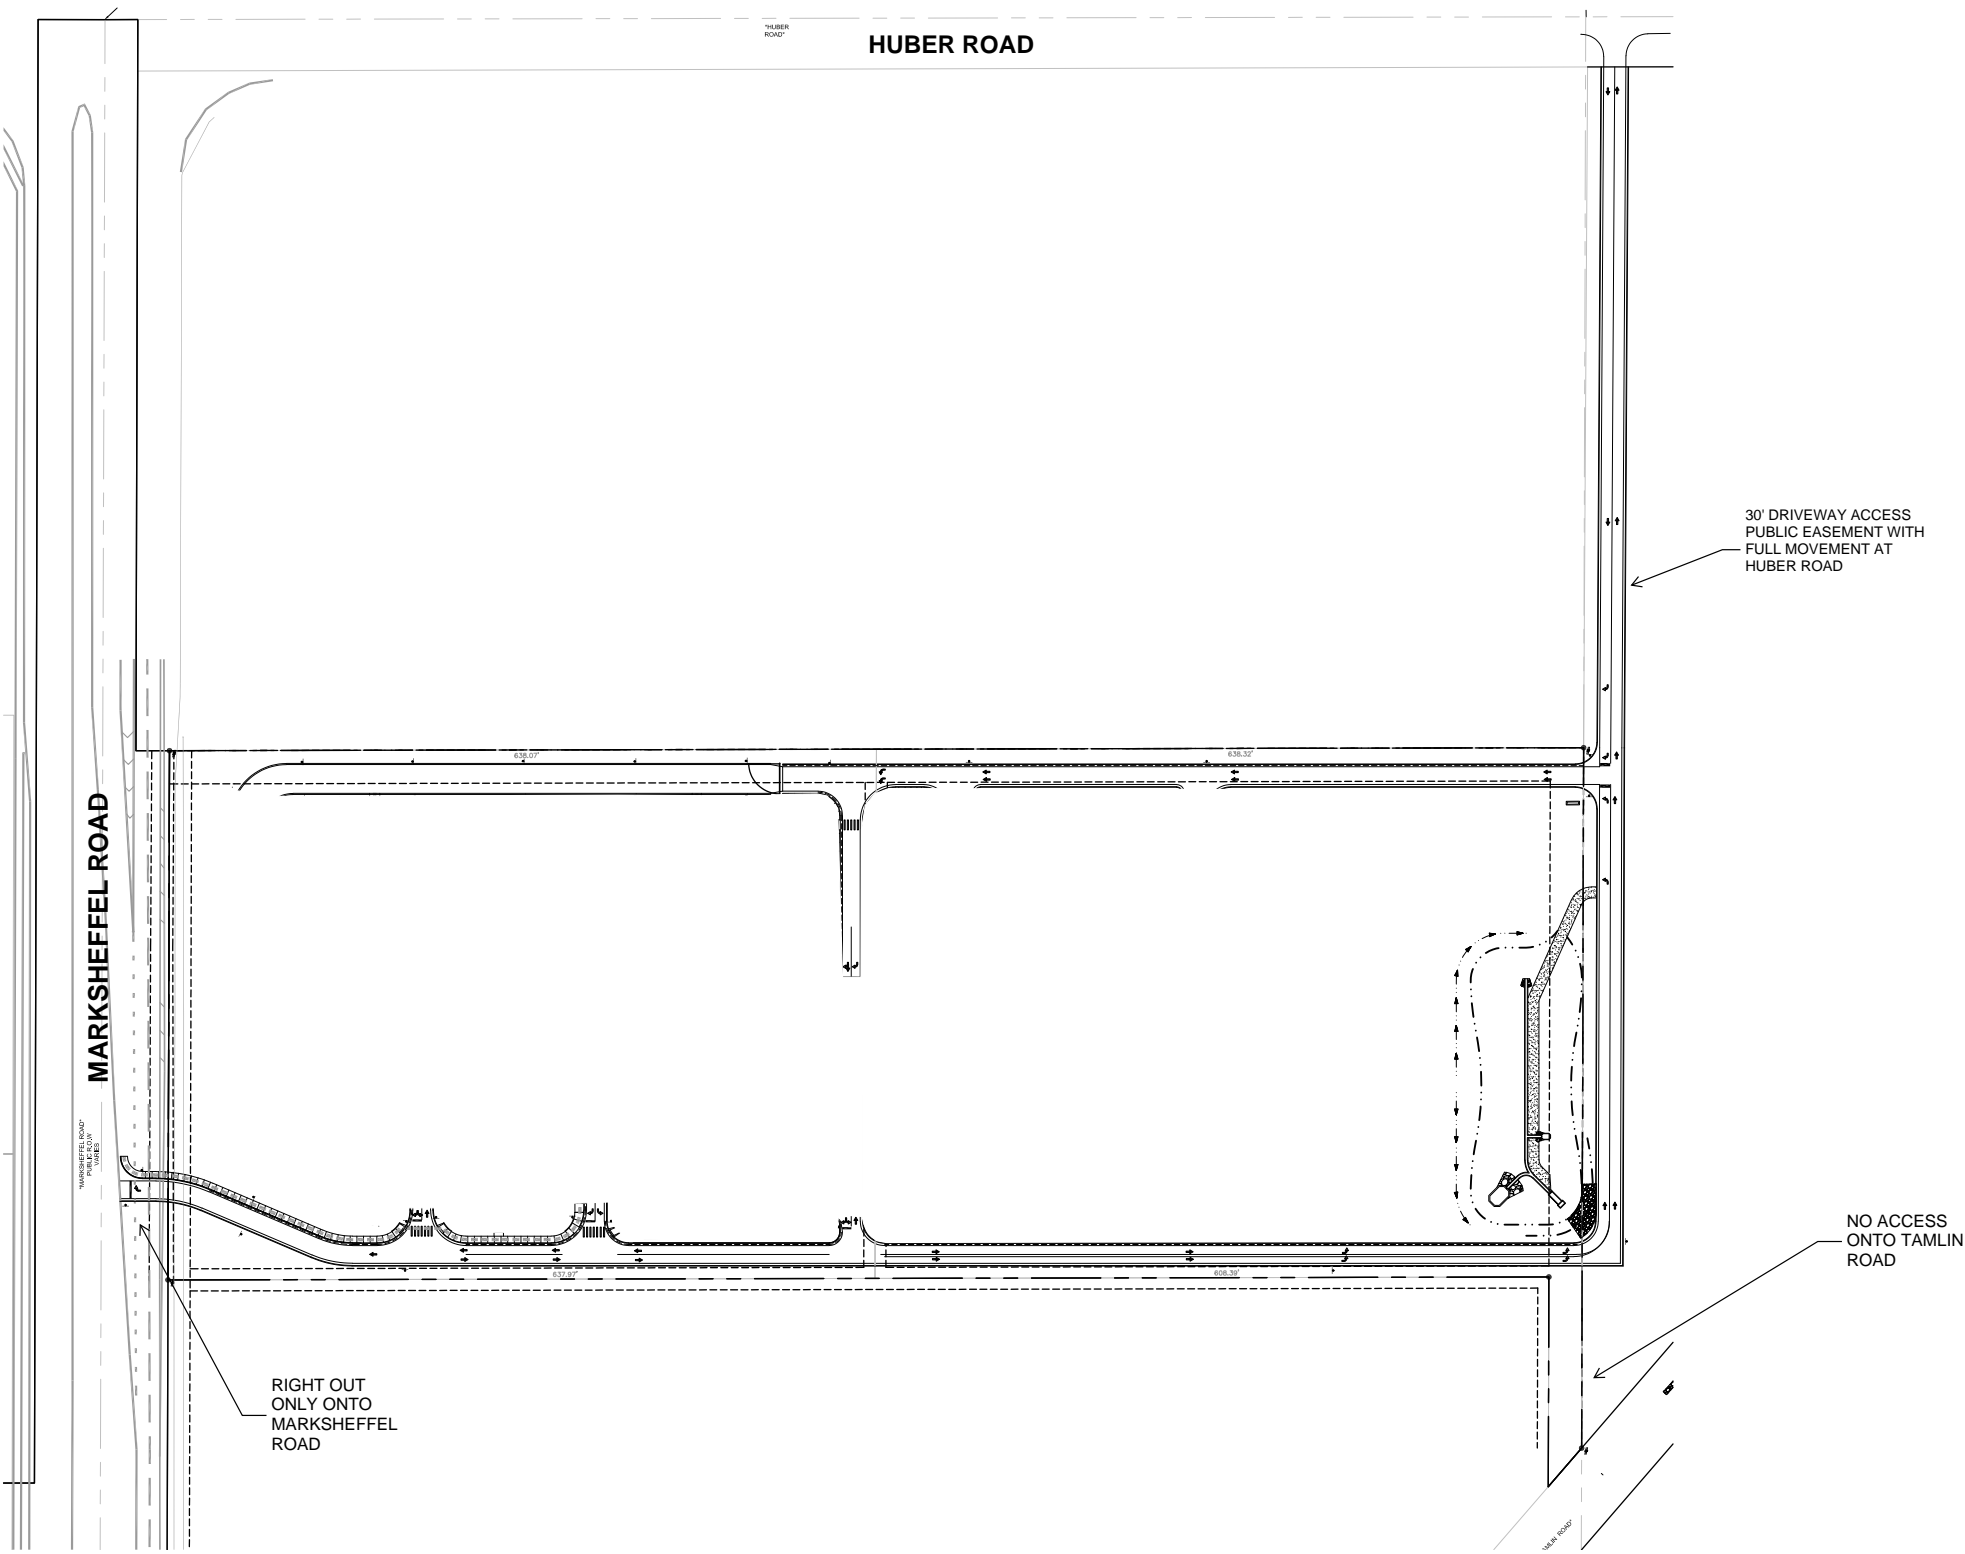 "HUBER
ROAD"
HUBER ROAD
30' DRIVEWAY ACCESS
PUBLIC EASEMENT WITH
FULL MOVEMENT AT
HUBER ROAD
638.07'
638.32'
MARKSHEFFEL ROAD
"MARKSHEFFEL ROAD"
PUBLIC R.O.W
VARIES
NO ACCESS
ONTO TAMLIN
ROAD
637.97'
608.39'
RIGHT OUT
ONLY ONTO
MARKSHEFFEL
ROAD
ROAD"